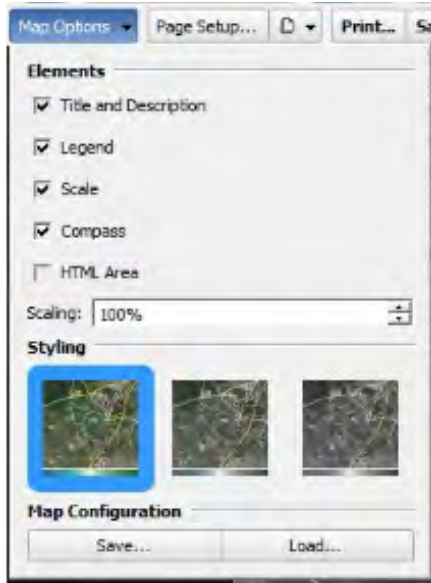 Map Options Page Setup... Print... Sa
Elements
Title and Description
Legend
Scale
Compass
HTML Area
Scaling: 100%
Styling
Map Configuration
Save... Load...